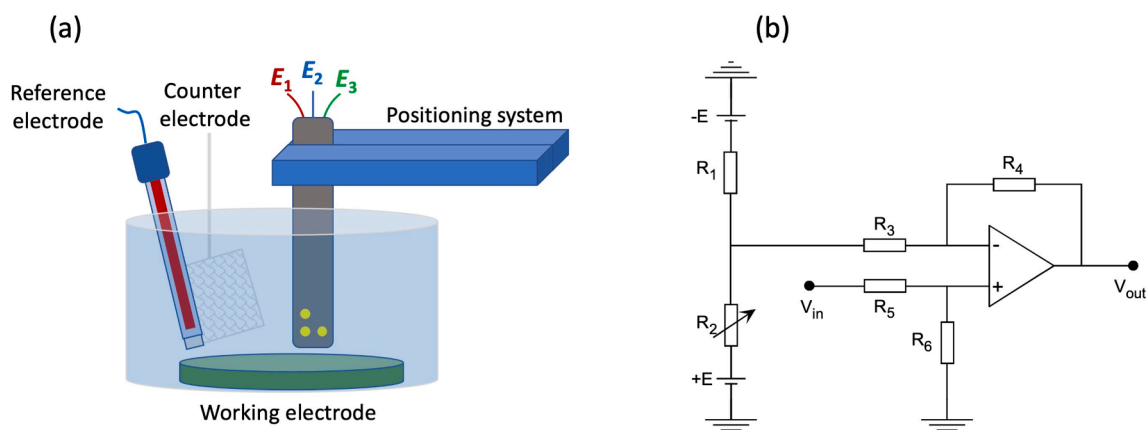 (a)
Reference
electrode
Counter
electrode
E1 E2 E3
Positioning system
Working electrode
(b)
-E
R1
R2
+E
R3
R4
Vin
R5
R6
-
+
Vout